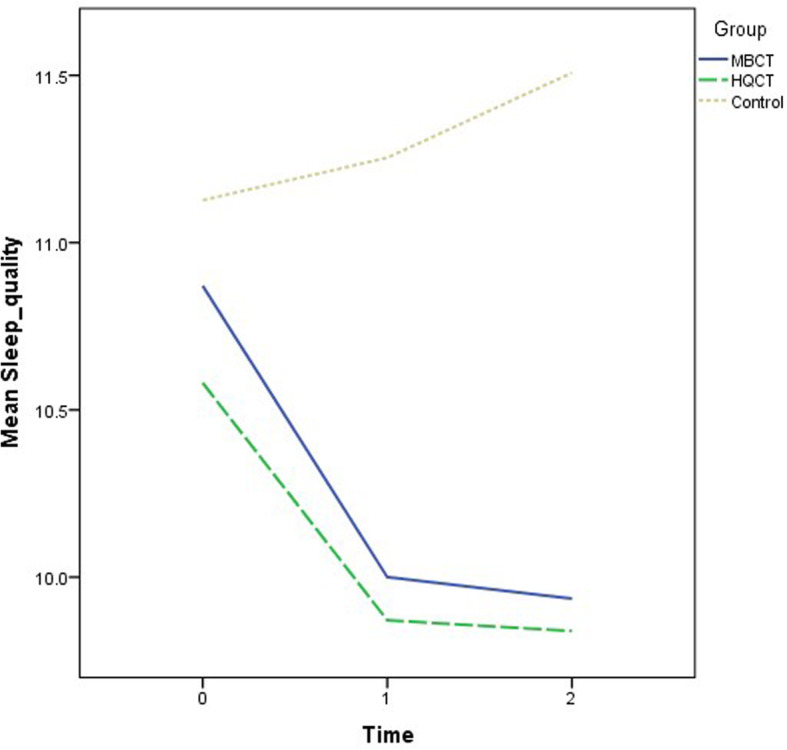 Group
MBCT
HQCT
Control
Mean Sleep_quality
11.5
11.0
10.5
10.0
0 1 2
Time